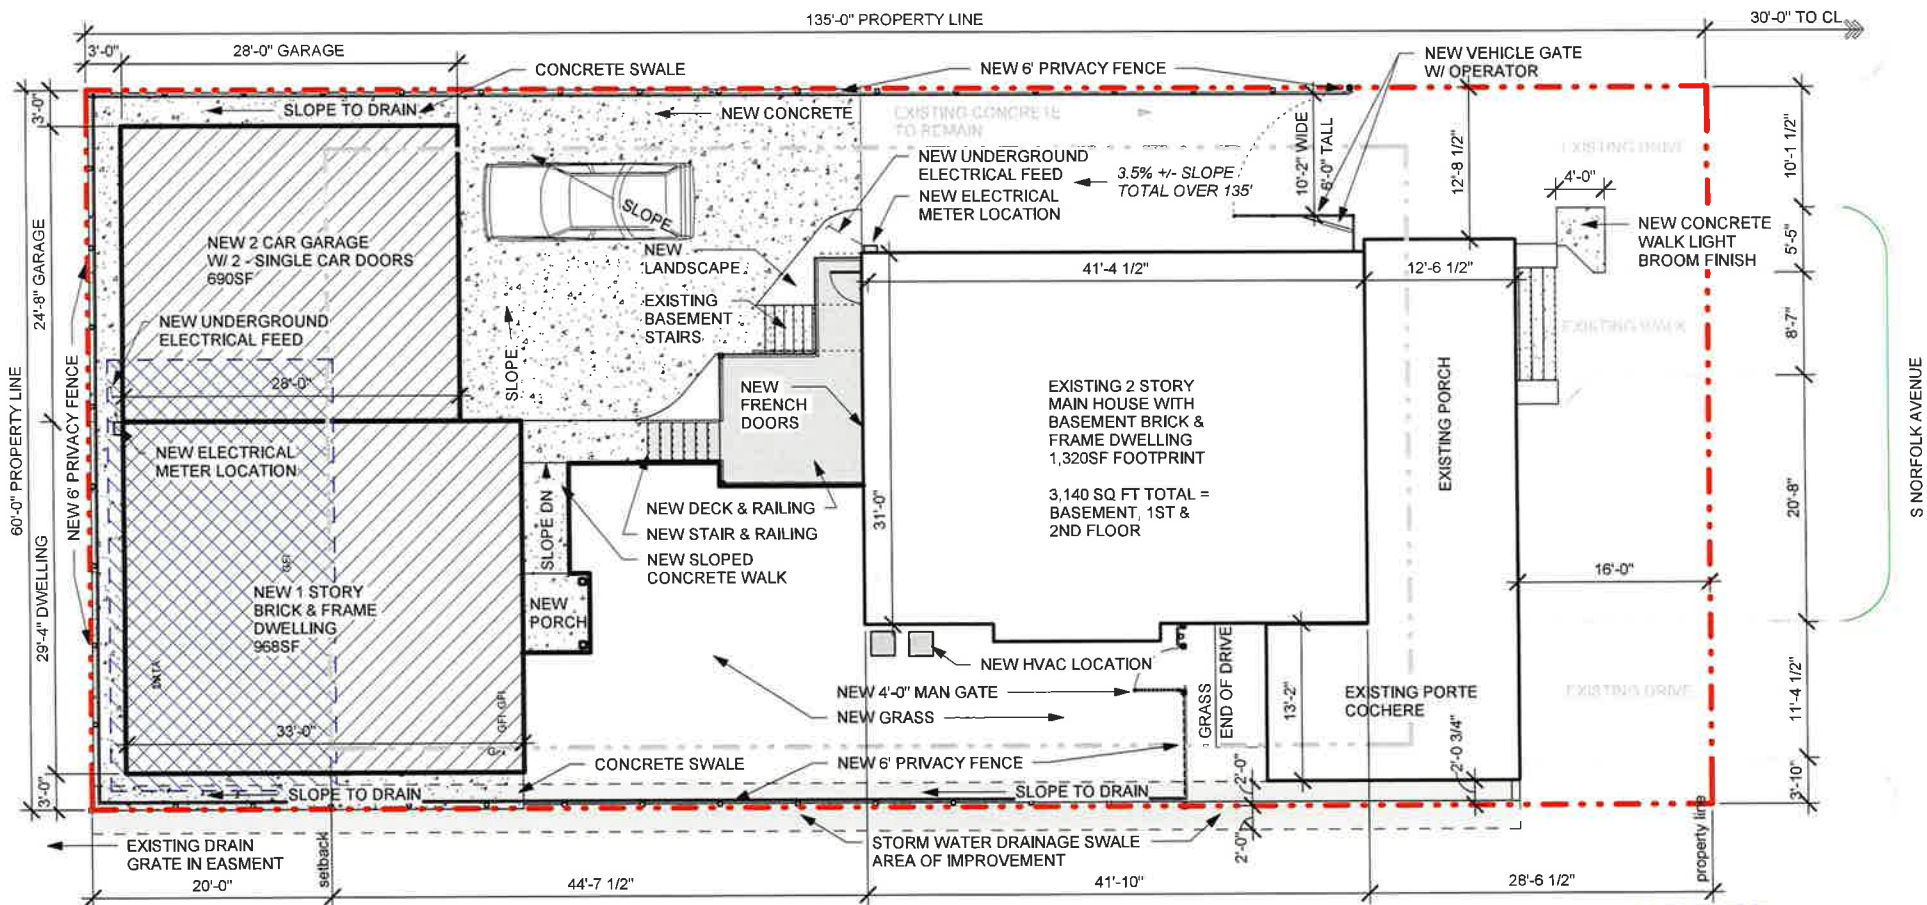 135'-0" PROPERTY LINE
30'-0" TO CL
3'-0"
28'-0" GARAGE
CONCRETE SWALE
NEW 6' PRIVACY FENCE
NEW VEHICLE GATE
W/ OPERATOR
3'-0"
SLOPE TO DRAIN
NEW CONCRETE
EXISTING CONCRETE
TO REMAIN
10'-2" WIDE
6'-0" TALL
12'-8 1/2"
EXISTING DRIVE
10'-1 1/2"
NEW UNDERGROUND
ELECTRICAL FEED
3.5% +/- SLOPE
TOTAL OVER 135'
NEW ELECTRICAL
METER LOCATION
4'-0"
SLOPE
NEW CONCRETE
WALK LIGHT
BROOM FINISH
5'-5"
24'-8" GARAGE
NEW 2 CAR GARAGE
W/ 2 - SINGLE CAR DOORS
690SF
NEW
LANDSCAPE
41'-4 1/2"
12'-6 1/2"
EXISTING
BASEMENT
STAIRS
NEW UNDERGROUND
ELECTRICAL FEED
EXISTING WALK
8'-7"
SLOPE
28'-0"
NEW
FRENCH
DOORS
EXISTING 2 STORY
MAIN HOUSE WITH
BASEMENT BRICK &
FRAME DWELLING
1,320SF FOOTPRINT
3,140 SQ FT TOTAL =
BASEMENT, 1ST &
2ND FLOOR
EXISTING PORCH
S NORFOLK AVENUE
60'-0" PROPERTY LINE
NEW 6' PRIVACY FENCE
NEW ELECTRICAL
METER LOCATION
31'-0"
20'-8"
SLOPE DN
NEW DECK & RAILING
NEW STAIR & RAILING
NEW SLOPED
CONCRETE WALK
16'-0"
29'-4" DWELLING
GFI
NEW 1 STORY
BRICK & FRAME
DWELLING
968SF
NEW
PORCH
NEW HVAC LOCATION
NEW 4'-0" MAN GATE
NEW GRASS
GRASS
END OF DRIVE
13'-2"
EXISTING PORTE
COCHERE
EXISTING DRIVE
11'-4 1/2"
GFI
GFI
33'-0"
CONCRETE SWALE
NEW 6' PRIVACY FENCE
2'-0 3/4"
3'-0"
SLOPE TO DRAIN
SLOPE TO DRAIN
2'-0"
3'-10"
EXISTING DRAIN
GRATE IN EASMENT
setback
STORM WATER DRAINAGE SWALE
AREA OF IMPROVEMENT
2'-0"
property line
20'-0"
44'-7 1/2"
41'-10"
28'-6 1/2"